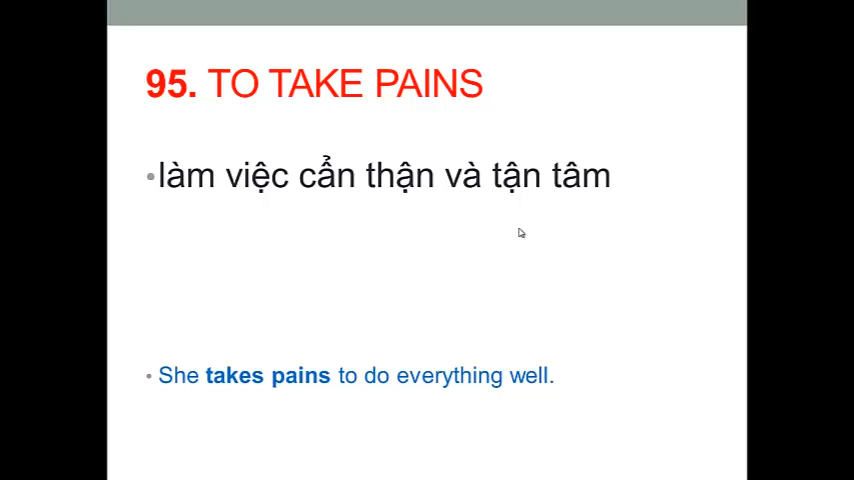 95. TO TAKE PAINS
•làm việc cẩn thận và tận tâm
• She takes pains to do everything well.